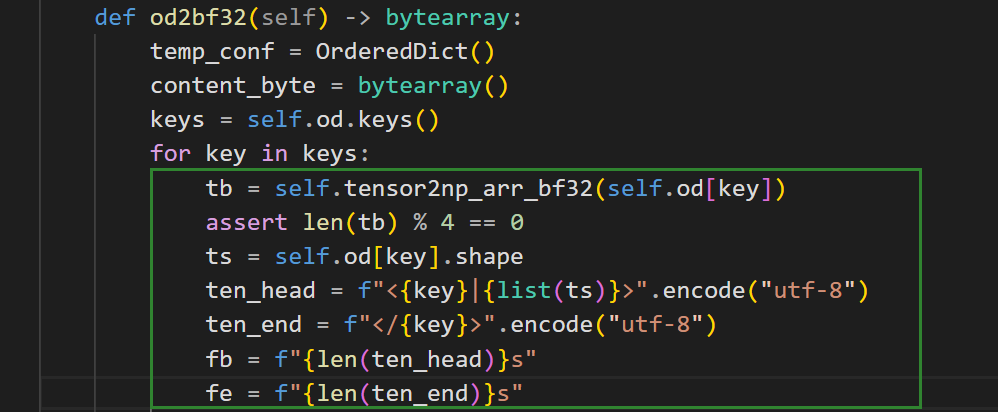 def od2bf32(self) -> bytearray:
    temp_conf = OrderedDict()
    content_byte = bytearray()
    keys = self.od.keys()
    for key in keys:
        tb = self.tensor2np_arr_bf32(self.od[key])
        assert len(tb) % 4 == 0
        ts = self.od[key].shape
        ten_head = f"<{key}|{list(ts)}>".encode("utf-8")
        ten_end = f"</{key}>".encode("utf-8")
        fb = f"{len(ten_head)}s"
        fe = f"{len(ten_end)}s"